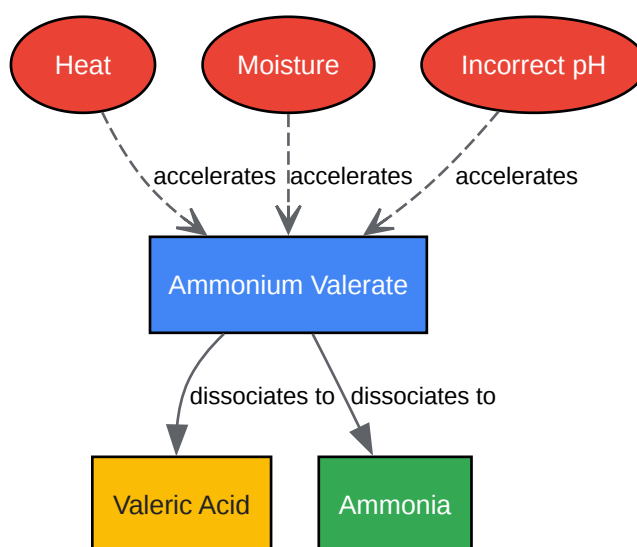 Heat
Moisture
Incorrect pH
accelerates
accelerates
accelerates
Ammonium Valerate
dissociates to
dissociates to
Valeric Acid
Ammonia